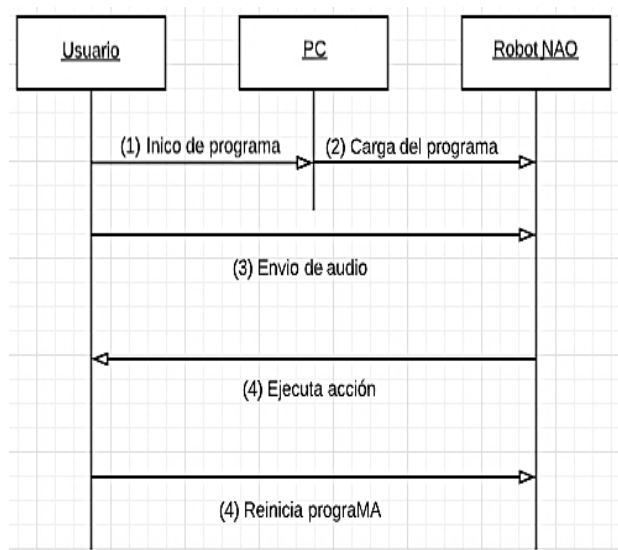 Usuario
PC
Robot NAO
(1) Inico de programa
(2) Carga del programa
(3) Envio de audio
(4) Ejecuta acción
(4) Reinicia prograMA